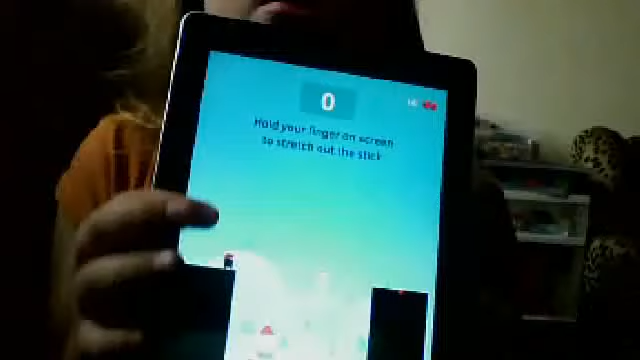 0
Hold your finger on screen
to stretch out the stick